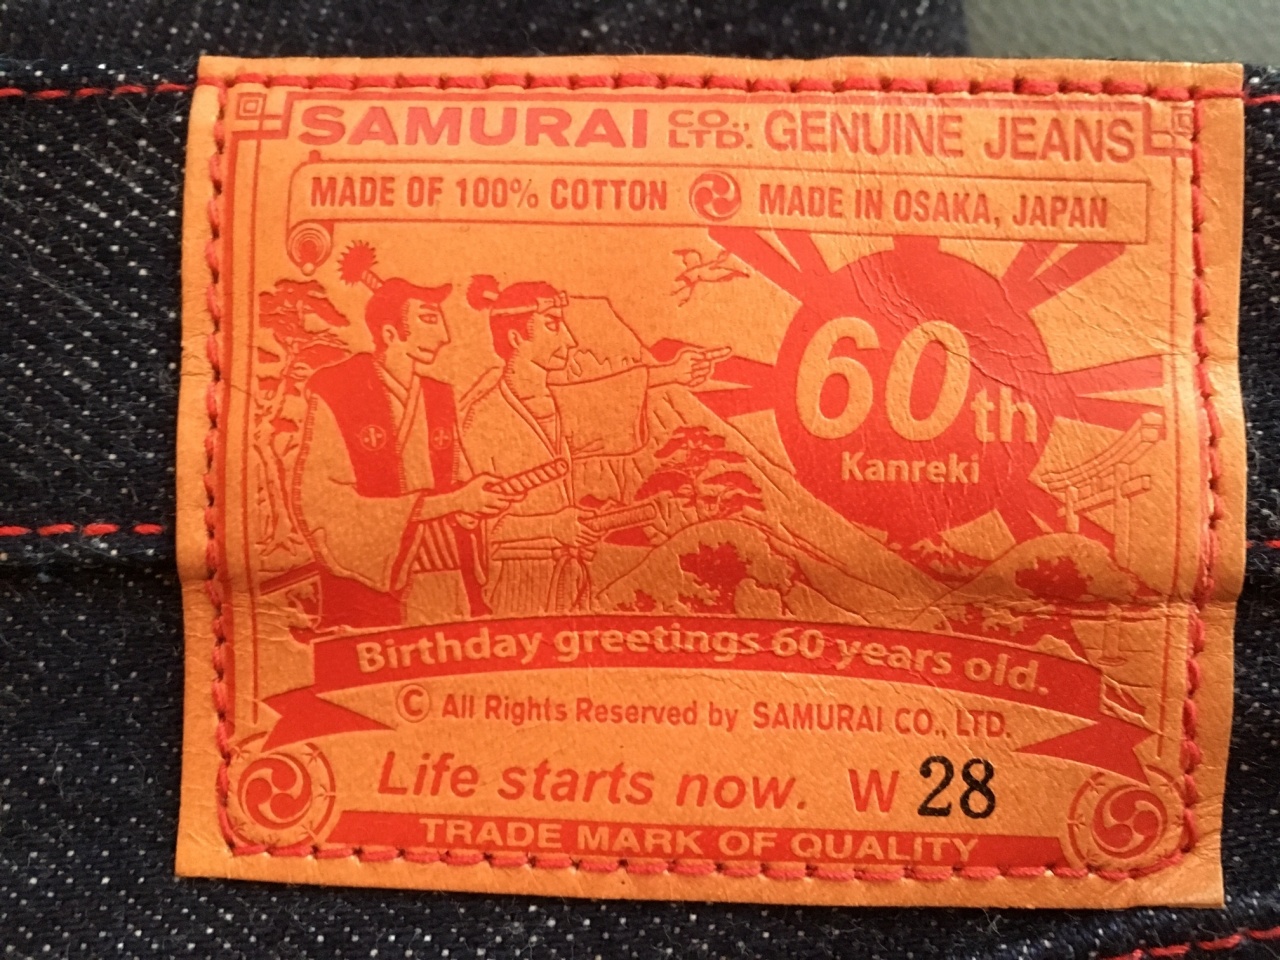 SAMURAI CO., LTD. GENUINE JEANS
MADE OF 100% COTTON MADE IN OSAKA, JAPAN
60th
Kanreki
Birthday greetings 60 years old.
© All Rights Reserved by SAMURAI CO., LTD.
Life starts now. W 28
TRADE MARK OF QUALITY